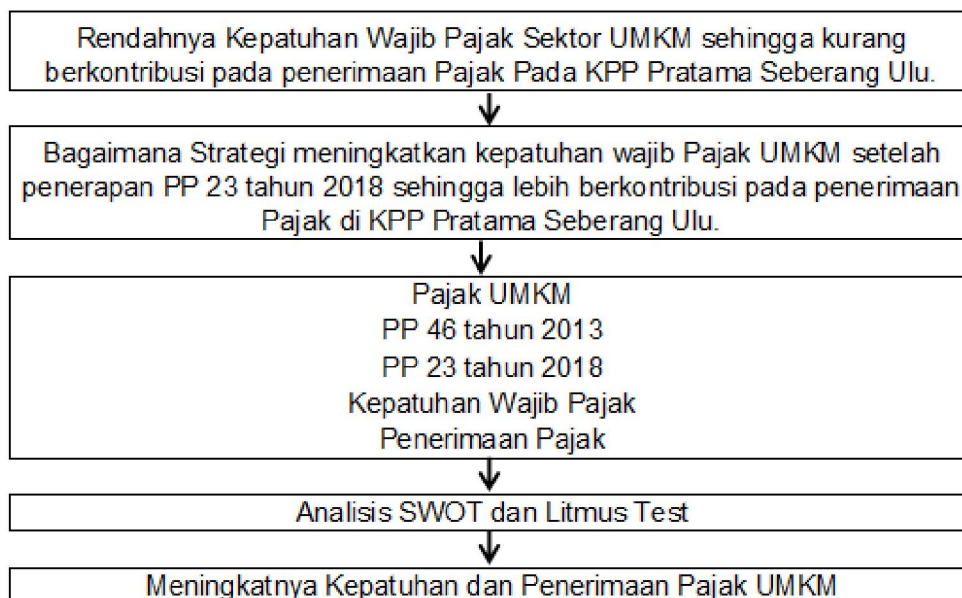 Rendahnya Kepatuhan Wajib Pajak Sektor UMKM sehingga kurang
berkontribusi pada penerimaan Pajak Pada KPP Pratama Seberang Ulu.
Bagaimana Strategi meningkatkan kepatuhan wajib Pajak UMKM setelah
penerapan PP 23 tahun 2018 sehingga lebih berkontribusi pada penerimaan
Pajak di KPP Pratama Seberang Ulu.
Pajak UMKM
PP 46 tahun 2013
PP 23 tahun 2018
Kepatuhan Wajib Pajak
Penerimaan Pajak
Analisis SWOT dan Litmus Test
Meningkatnya Kepatuhan dan Penerimaan Pajak UMKM